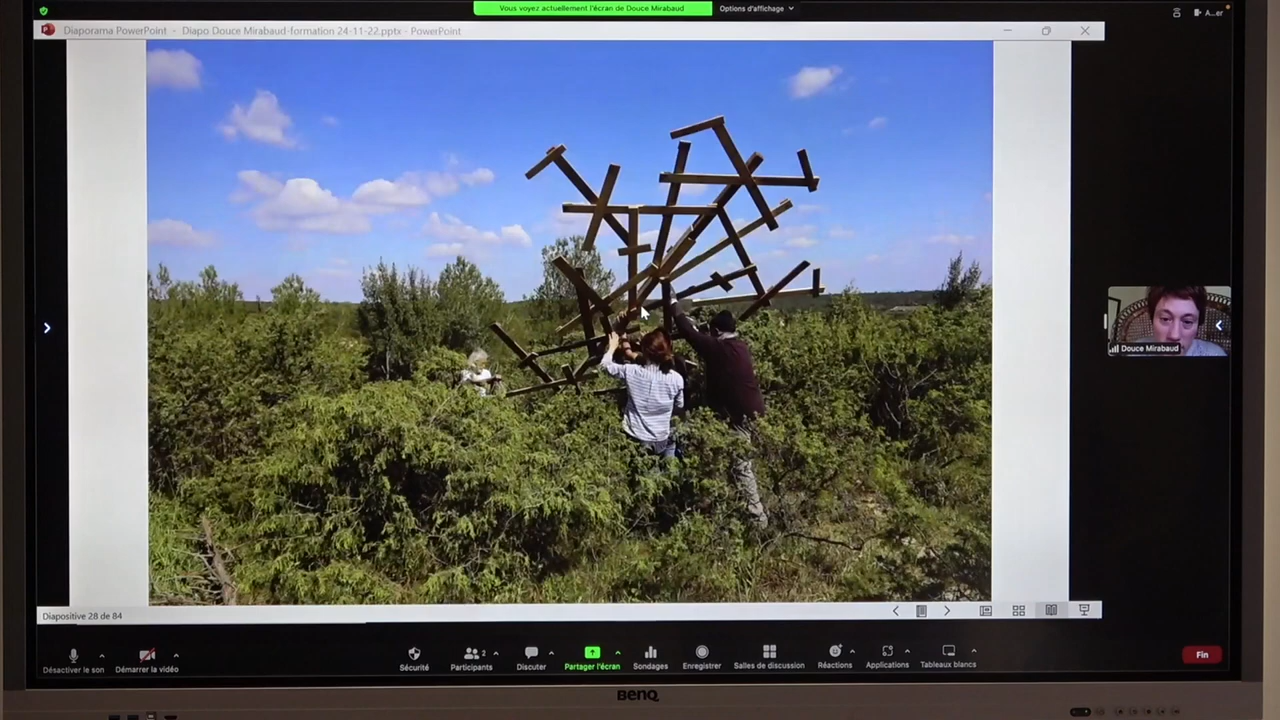 Vous voyez actuellement l'écran de Douce Mirabaud
Options d'affichage
Diaporama PowerPoint - Diapo Douce Mirabaud-formation 24-11-22.pptx - PowerPoint
Douce Mirabaud
Diapositive 28 de 84
Désactiver le son
Démarrer la vidéo
Sécurité
Participants
2
Discuter
Partager l'écran
Sondages
Enregistrer
Salles de discussion
Réactions
Applications
Tableaux blancs
Fin
BENQ